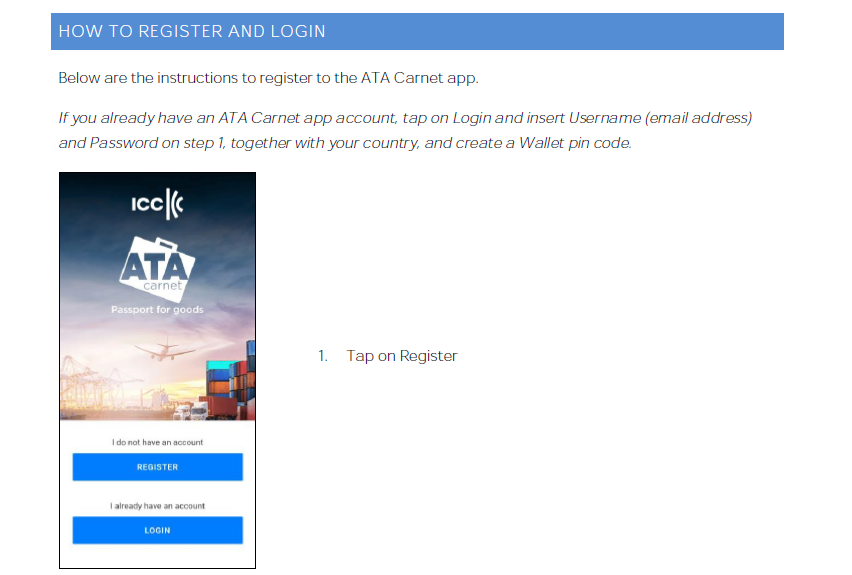 HOW TO REGISTER AND LOGIN
Below are the instructions to register to the ATA Carnet app.
If you already have an ATA Carnet app account, tap on Login and insert Username (email address)
and Password on step 1, together with your country, and create a Wallet pin code.
ICC
ATA
carnet
Passport for goods
1. Tap on Register
I do not have an account
REGISTER
I already have an account
LOGIN